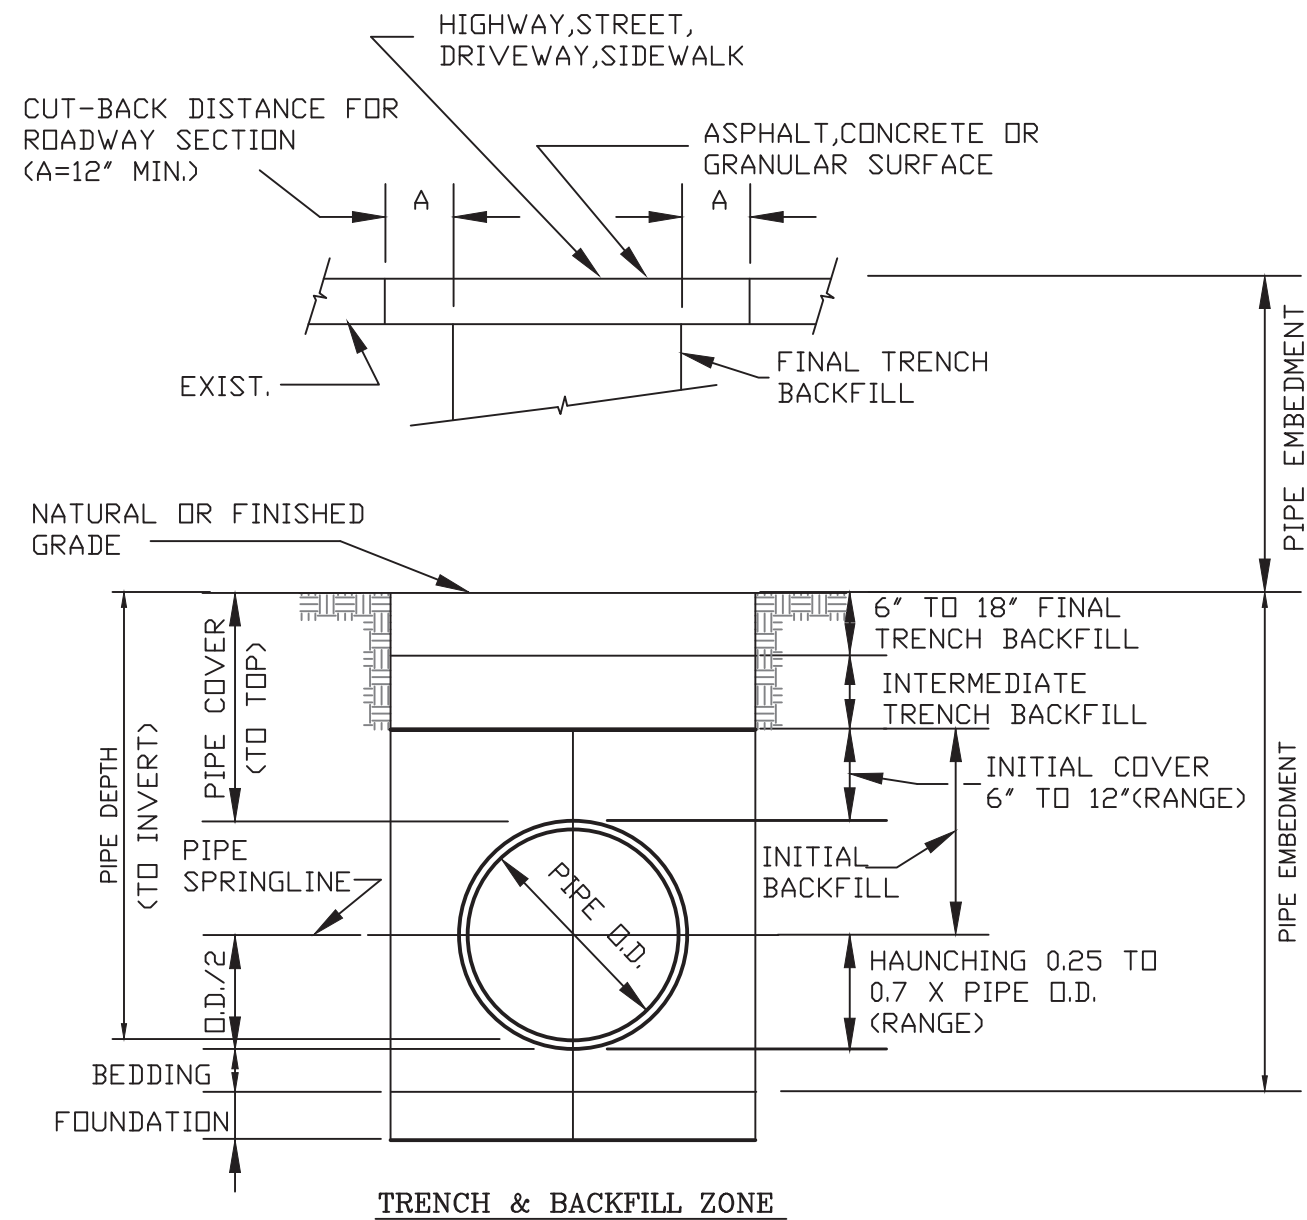 HIGHWAY,STREET,
DRIVEWAY,SIDEWALK
CUT-BACK DISTANCE FOR
ROADWAY SECTION
(A=12" MIN.)
ASPHALT,CONCRETE OR
GRANULAR SURFACE
A
A
EXIST.
FINAL TRENCH
BACKFILL
PIPE EMBEDMENT
NATURAL OR FINISHED
GRADE
6" TO 18" FINAL
TRENCH BACKFILL
INTERMEDIATE
TRENCH BACKFILL
PIPE COVER
(TO TOP)
PIPE DEPTH
(TO INVERT)
INITIAL COVER
6" TO 12"(RANGE)
PIPE
SPRINGLINE
INITIAL
BACKFILL
PIPE O.D.
PIPE EMBEDMENT
O.D./2
HAUNCHING 0.25 TO
0.7 X PIPE O.D.
(RANGE)
BEDDING
FOUNDATION
TRENCH & BACKFILL ZONE